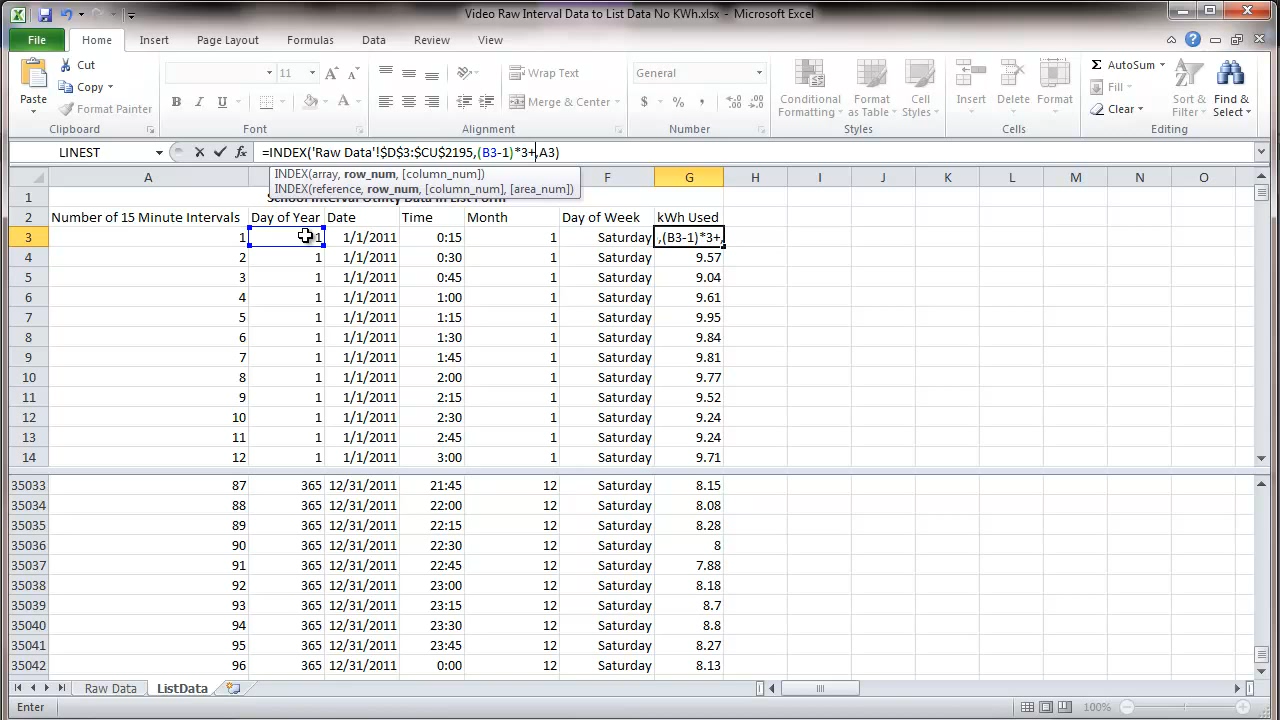 Video Raw Interval Data to List Data No KWh.xlsx - Microsoft Excel
File Home Insert Page Layout Formulas Data Review View
Paste Cut Copy Format Painter
11
Wrap Text
Merge & Center
General
Conditional Formatting Format as Table Cell Styles
Insert Delete Format
AutoSum Fill Clear
Sort & Filter Find & Select
Clipboard Font Alignment Number Styles Cells Editing
LINEST fx =INDEX('Raw Data'!$D$3:$CU$2195,(B3-1)*3+,A3)
INDEX(array, row_num, [column_num])
INDEX(reference, row_num, [column_num], [area_num])
A F G H I J K L M N O
1 School Interval Utility Data in List Form
2 Number of 15 Minute Intervals Day of Year Date Time Month Day of Week kWh Used
3 1 1 1/1/2011 0:15 1 Saturday ,(B3-1)*3+,
4 2 1 1/1/2011 0:30 1 Saturday 9.57
5 3 1 1/1/2011 0:45 1 Saturday 9.04
6 4 1 1/1/2011 1:00 1 Saturday 9.61
7 5 1 1/1/2011 1:15 1 Saturday 9.95
8 6 1 1/1/2011 1:30 1 Saturday 9.84
9 7 1 1/1/2011 1:45 1 Saturday 9.81
10 8 1 1/1/2011 2:00 1 Saturday 9.77
11 9 1 1/1/2011 2:15 1 Saturday 9.52
12 10 1 1/1/2011 2:30 1 Saturday 9.24
13 11 1 1/1/2011 2:45 1 Saturday 9.24
14 12 1 1/1/2011 3:00 1 Saturday 9.71
35033 87 365 12/31/2011 21:45 12 Saturday 8.15
35034 88 365 12/31/2011 22:00 12 Saturday 8.08
35035 89 365 12/31/2011 22:15 12 Saturday 8.28
35036 90 365 12/31/2011 22:30 12 Saturday 8
35037 91 365 12/31/2011 22:45 12 Saturday 7.88
35038 92 365 12/31/2011 23:00 12 Saturday 8.18
35039 93 365 12/31/2011 23:15 12 Saturday 8.7
35040 94 365 12/31/2011 23:30 12 Saturday 8.8
35041 95 365 12/31/2011 23:45 12 Saturday 8.27
35042 96 365 12/31/2011 0:00 12 Saturday 8.13
Raw Data ListData
Enter 100%